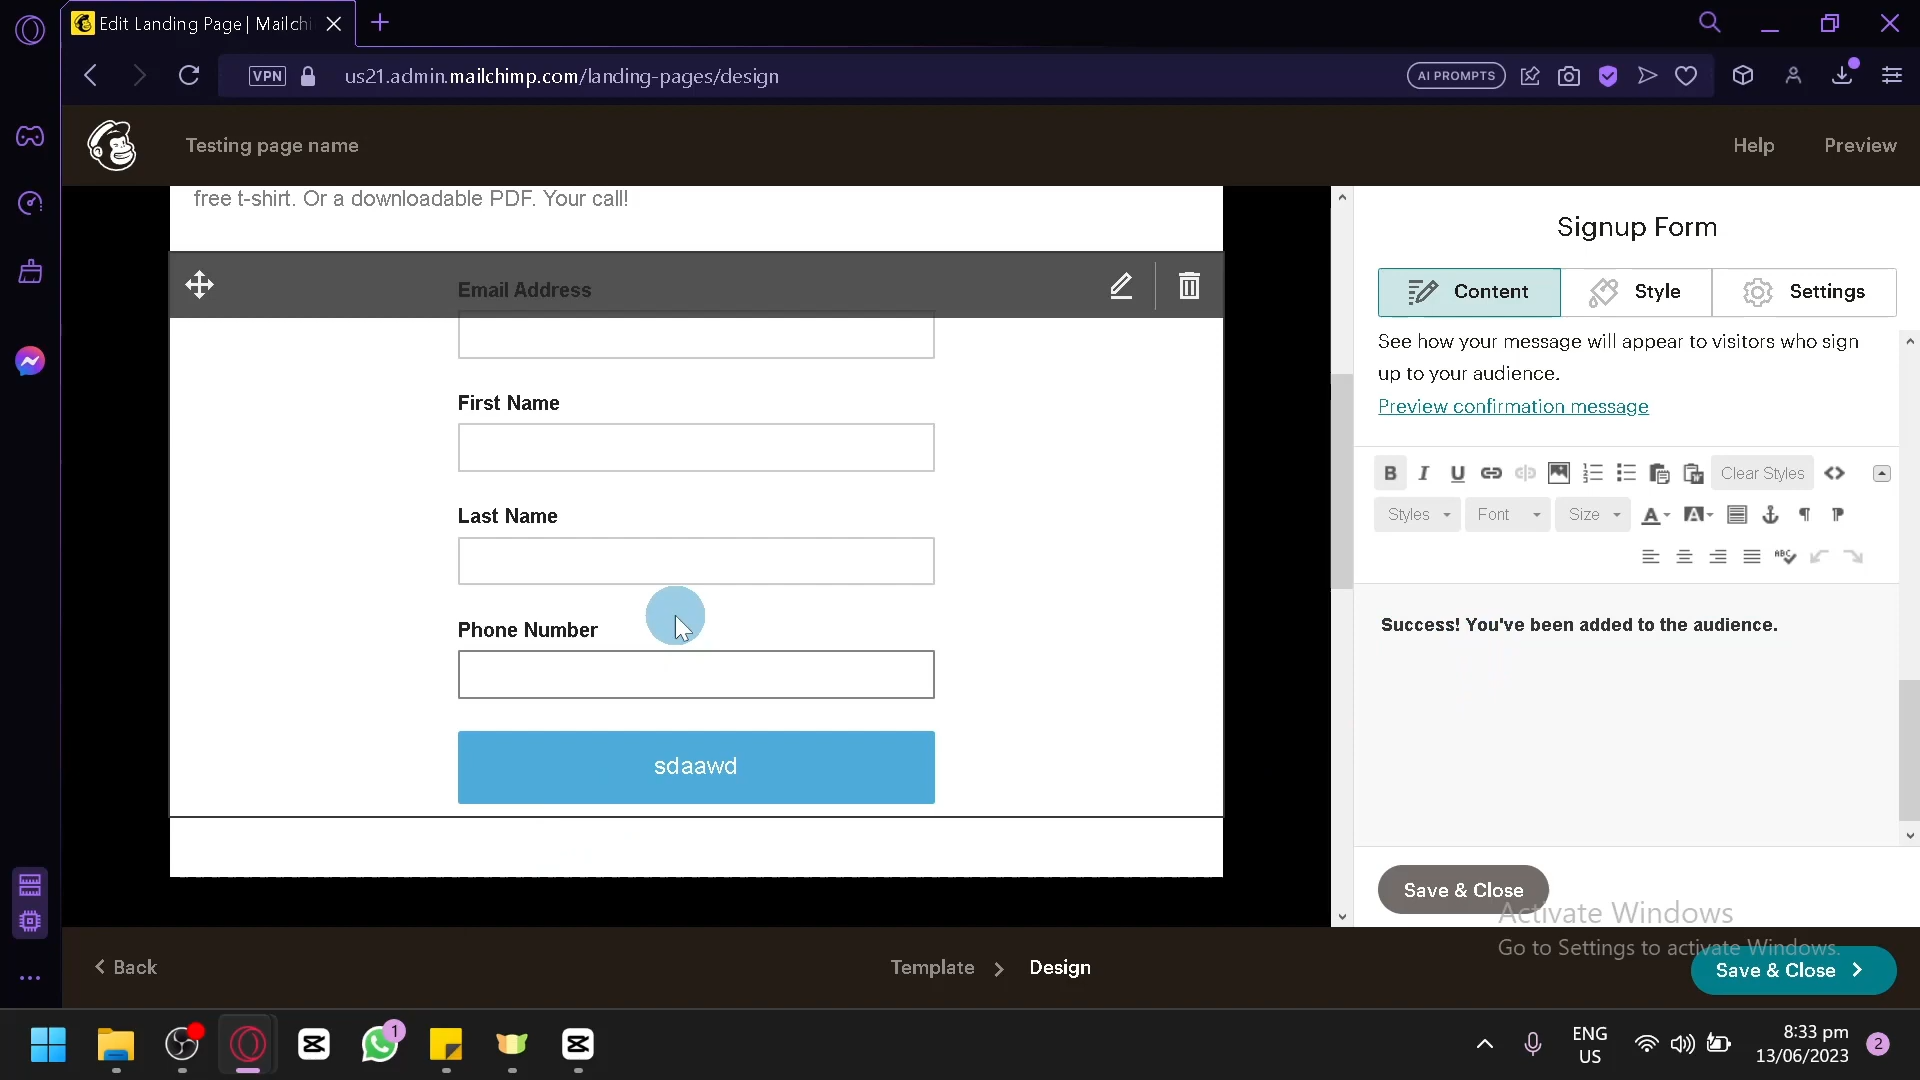 Edit Landing Page | Mailchi
VPN
us21.admin.mailchimp.com/landing-pages/design
AI PROMPTS
Testing page name
Help
Preview
free t-shirt. Or a downloadable PDF. Your call!
Email Address
First Name
Last Name
Phone Number
sdaawd
Signup Form
Content
Style
Settings
See how your message will appear to visitors who sign
up to your audience.
Preview confirmation message
B I U
Clear Styles
Styles
Font
Size
A
A
ABC
Success! You've been added to the audience.
Save & Close
Activate Windows
Go to Settings to activate Windows.
Back
Template
Design
Save & Close
1
ENG
US
8:33 pm
13/06/2023
2